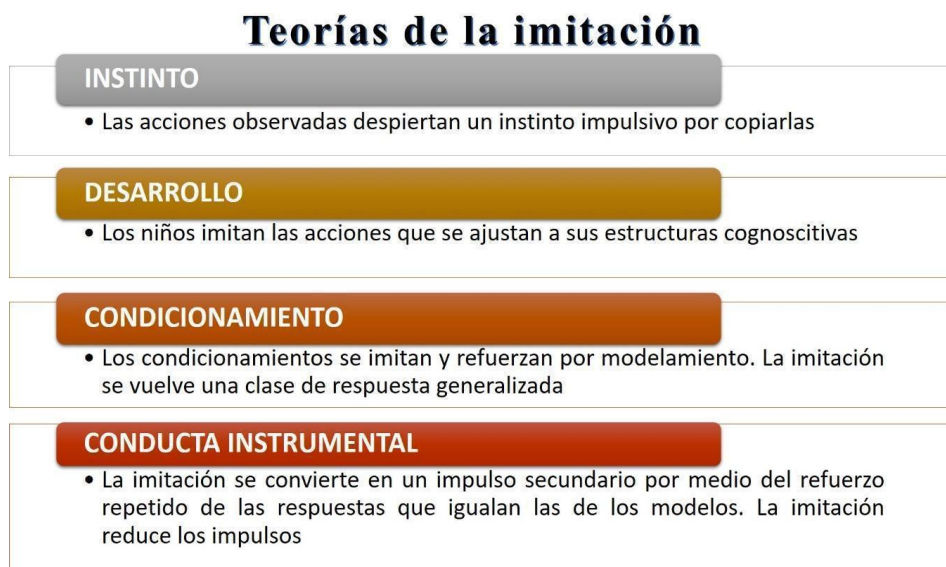 Teorías de la imitación
INSTINTO
• Las acciones observadas despiertan un instinto impulsivo por copiarlas
DESARROLLO
• Los niños imitan las acciones que se ajustan a sus estructuras cognoscitivas
CONDICIONAMIENTO
• Los condicionamientos se imitan y refuerzan por modelamiento. La imitación
se vuelve una clase de respuesta generalizada
CONDUCTA INSTRUMENTAL
• La imitación se convierte en un impulso secundario por medio del refuerzo
repetido de las respuestas que igualan las de los modelos. La imitación
reduce los impulsos